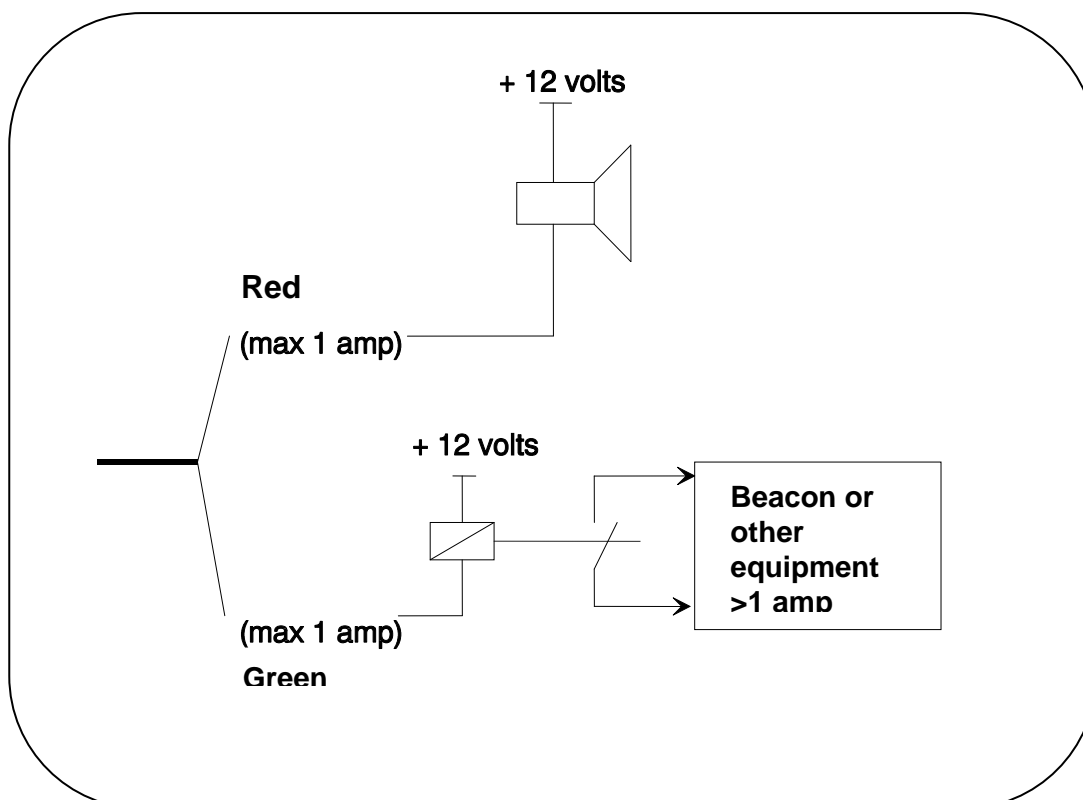 + 12 volts
Red
(max 1 amp)
+ 12 volts
Beacon or
other
equipment
>1 amp
(max 1 amp)
Green